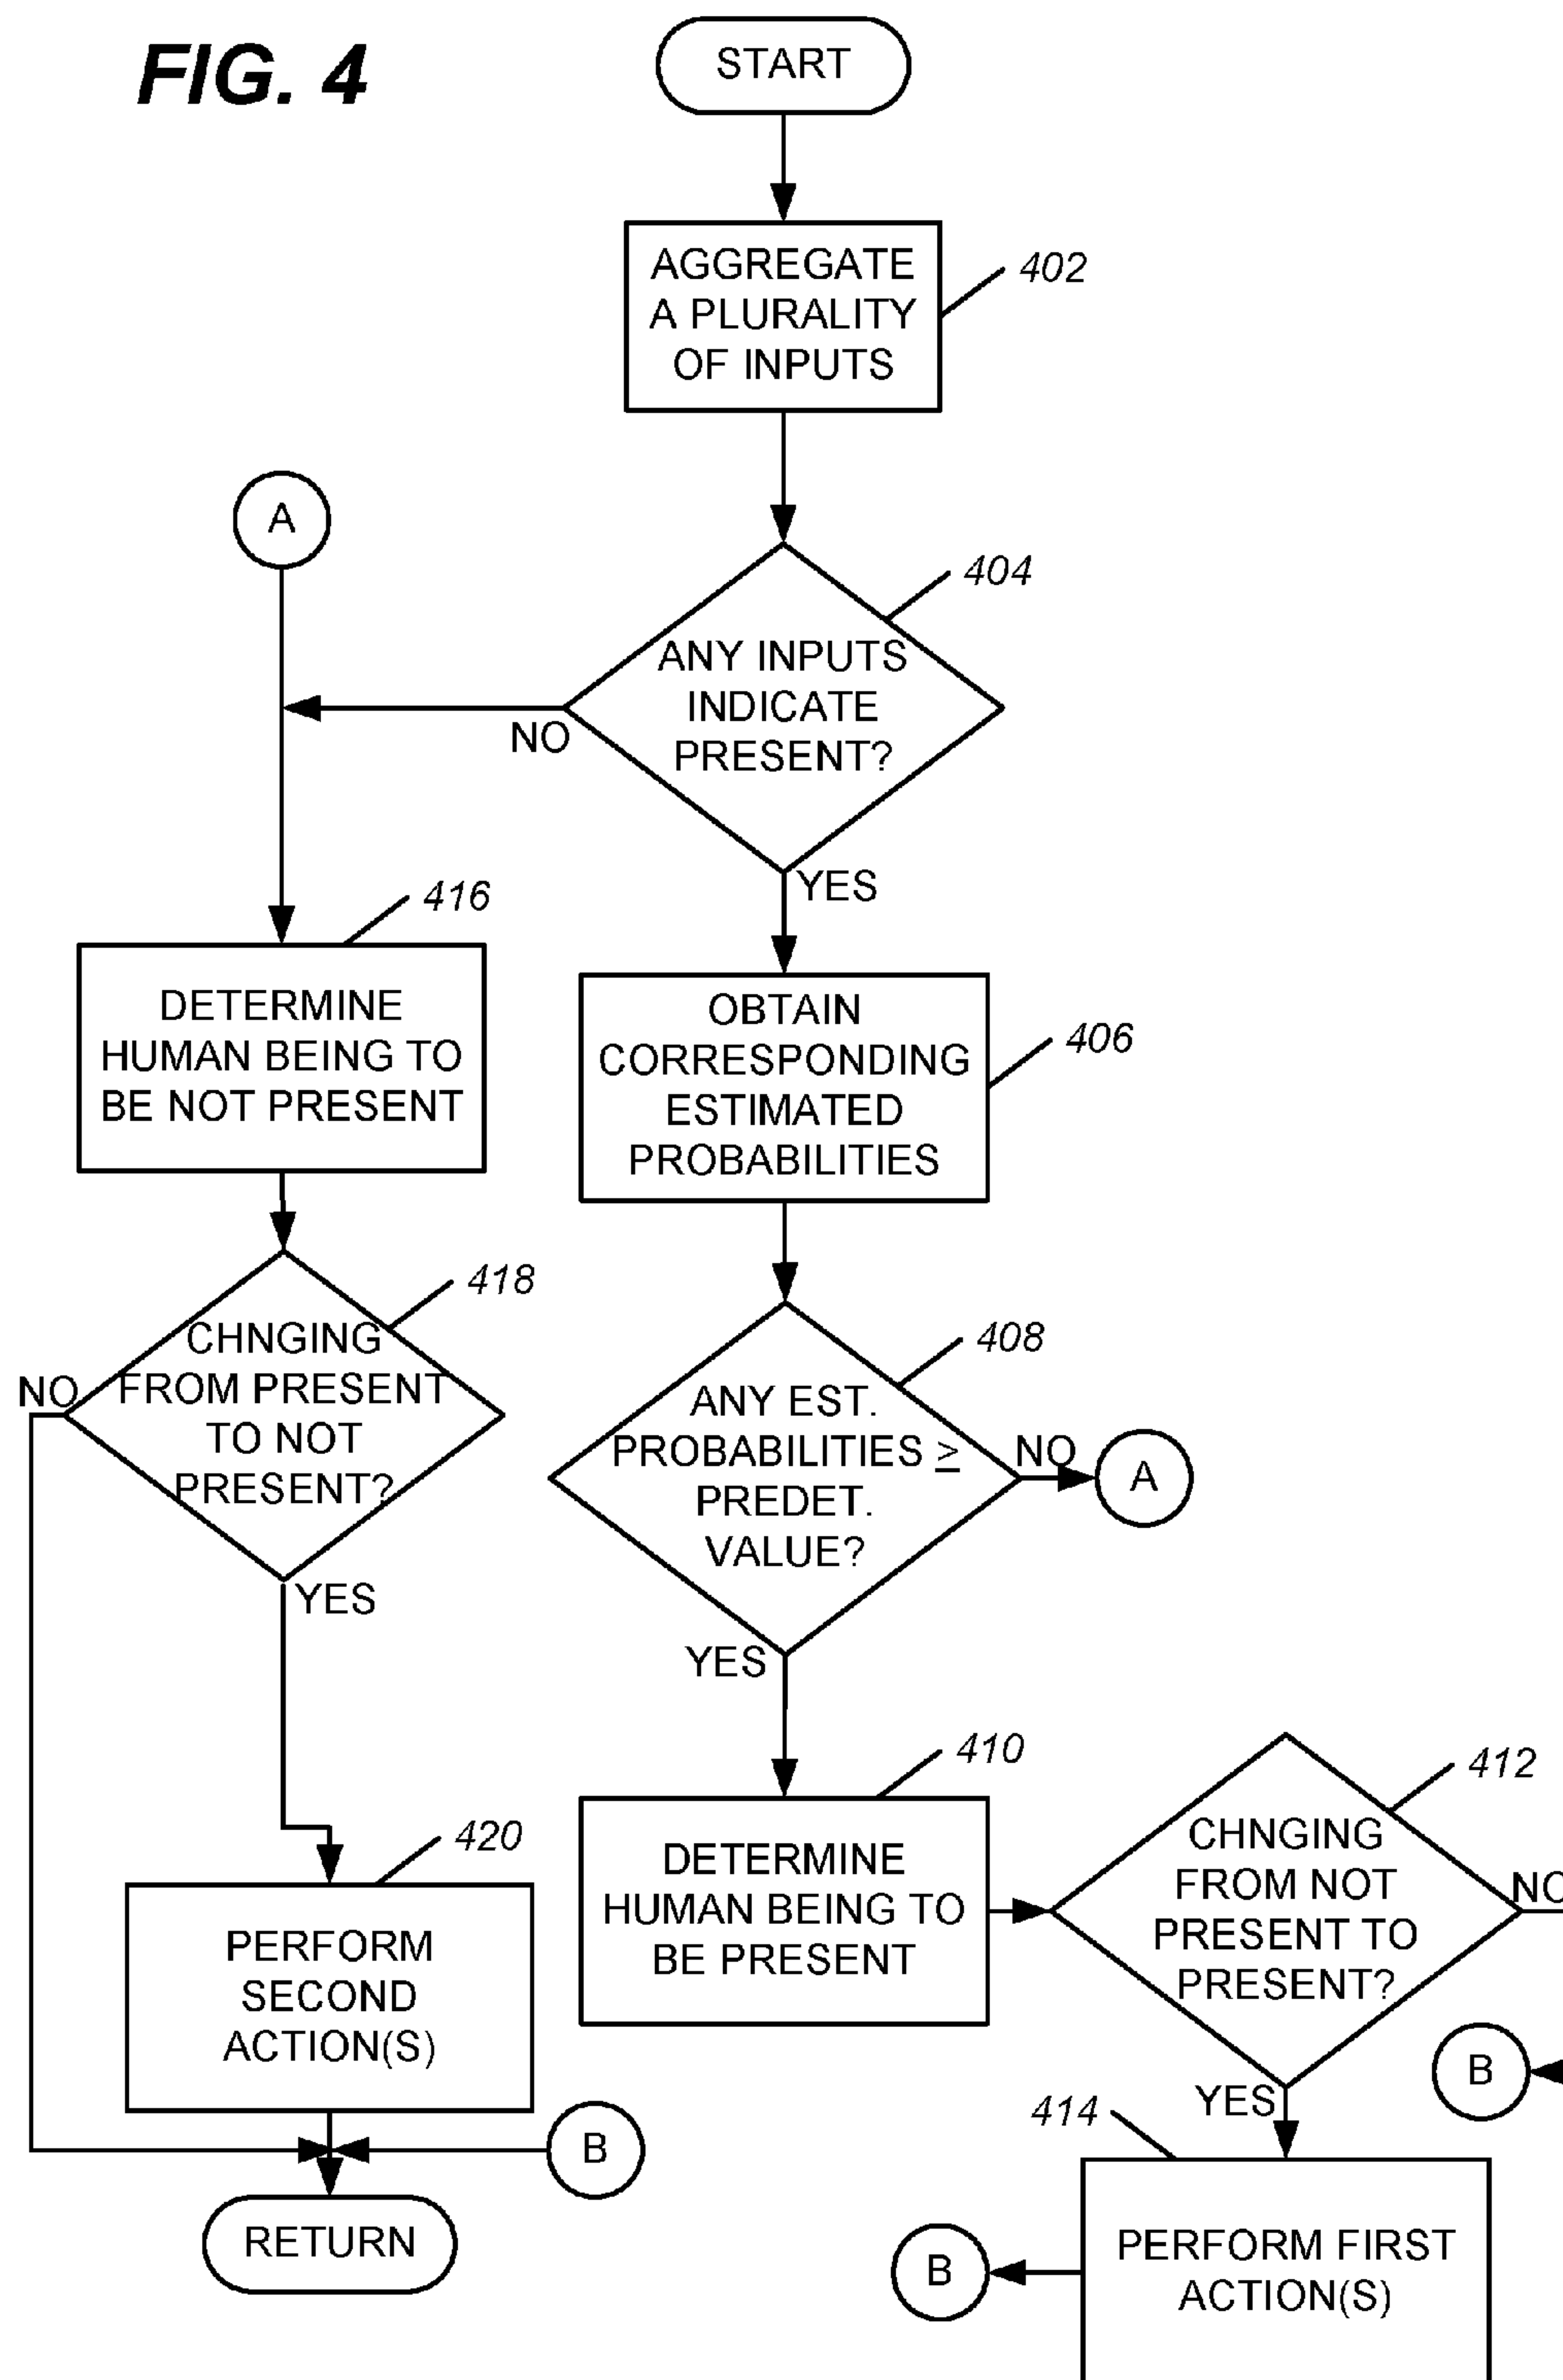 FIG. 4
START
AGGREGATE
A PLURALITY
OF INPUTS
402
A
404
ANY INPUTS
INDICATE
PRESENT?
NO
YES
416
DETERMINE
HUMAN BEING TO
BE NOT PRESENT
OBTAIN
CORRESPONDING
ESTIMATED
PROBABILITIES
406
418
CHNGING
FROM PRESENT
TO NOT
PRESENT?
NO
YES
408
ANY EST.
PROBABILITIES ≥
PREDET.
VALUE?
NO
A
YES
410
DETERMINE
HUMAN BEING TO
BE PRESENT
412
CHNGING
FROM NOT
PRESENT TO
PRESENT?
NO
B
YES
420
PERFORM
SECOND
ACTION(S)
B
RETURN
414
PERFORM FIRST
ACTION(S)
B